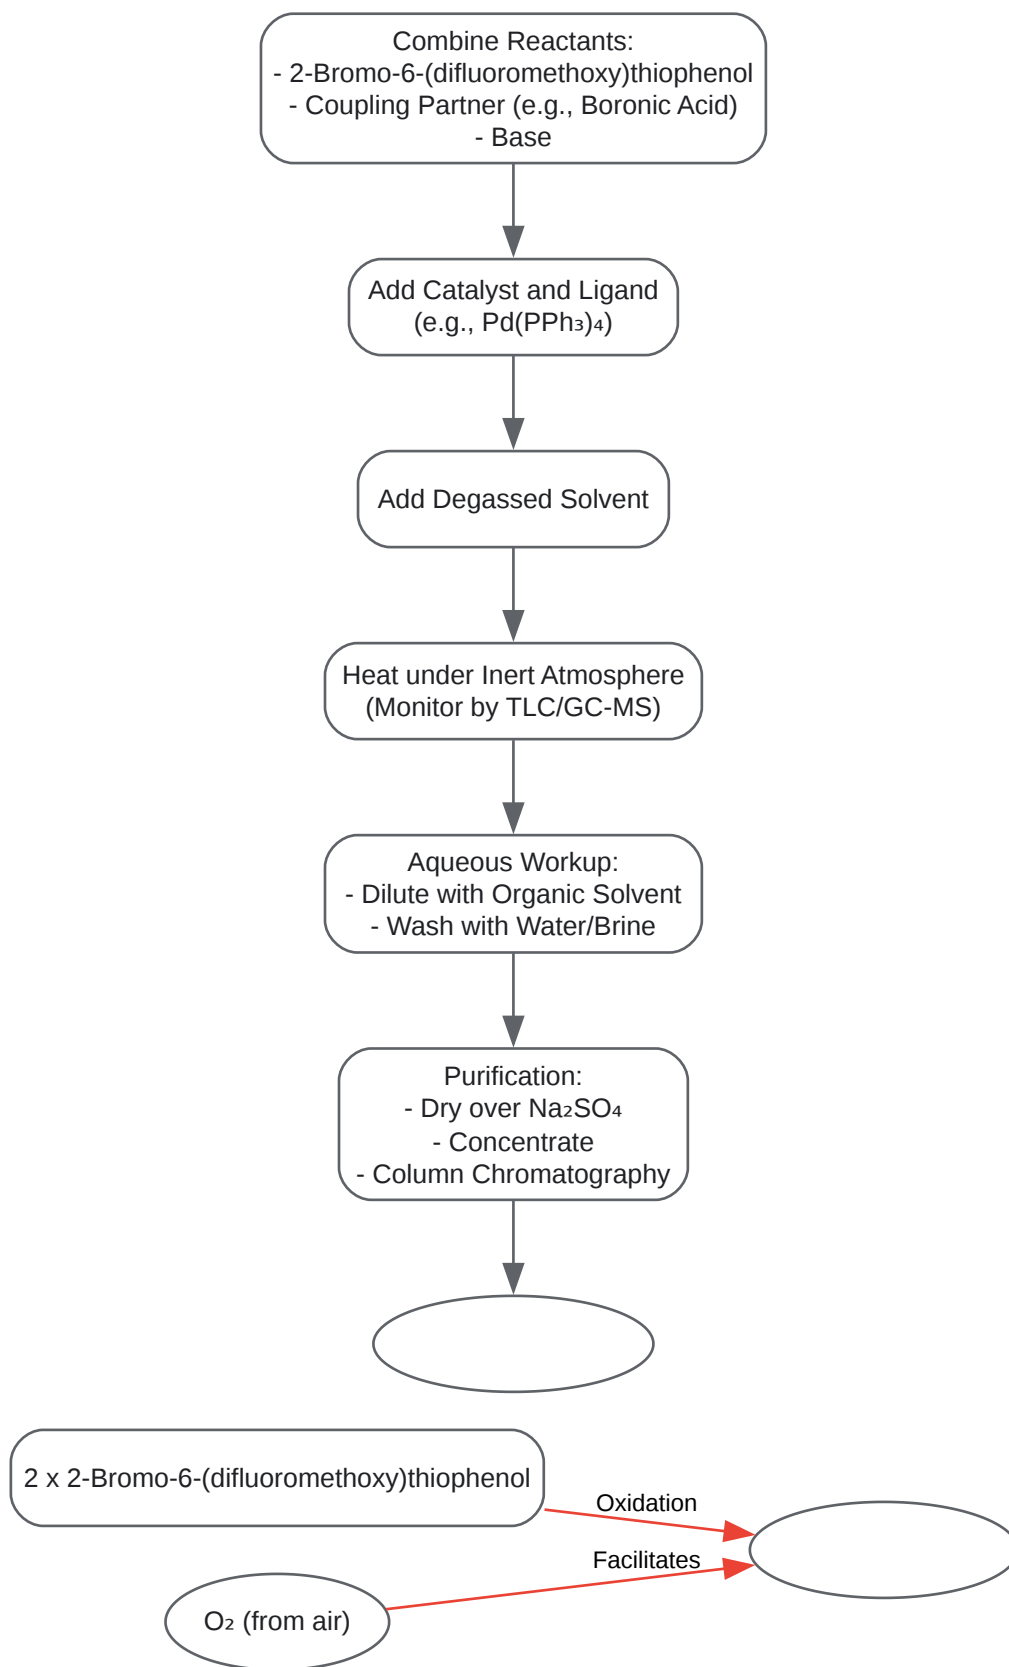 Combine Reactants:
- 2-Bromo-6-(difluoromethoxy)thiophenol
- Coupling Partner (e.g., Boronic Acid)
- Base
Add Catalyst and Ligand
(e.g., Pd(PPh₃)₄)
Add Degassed Solvent
Heat under Inert Atmosphere
(Monitor by TLC/GC-MS)
Aqueous Workup:
- Dilute with Organic Solvent
- Wash with Water/Brine
Purification:
- Dry over Na₂SO₄
- Concentrate
- Column Chromatography
2 x 2-Bromo-6-(difluoromethoxy)thiophenol
Oxidation
Facilitates
O₂ (from air)